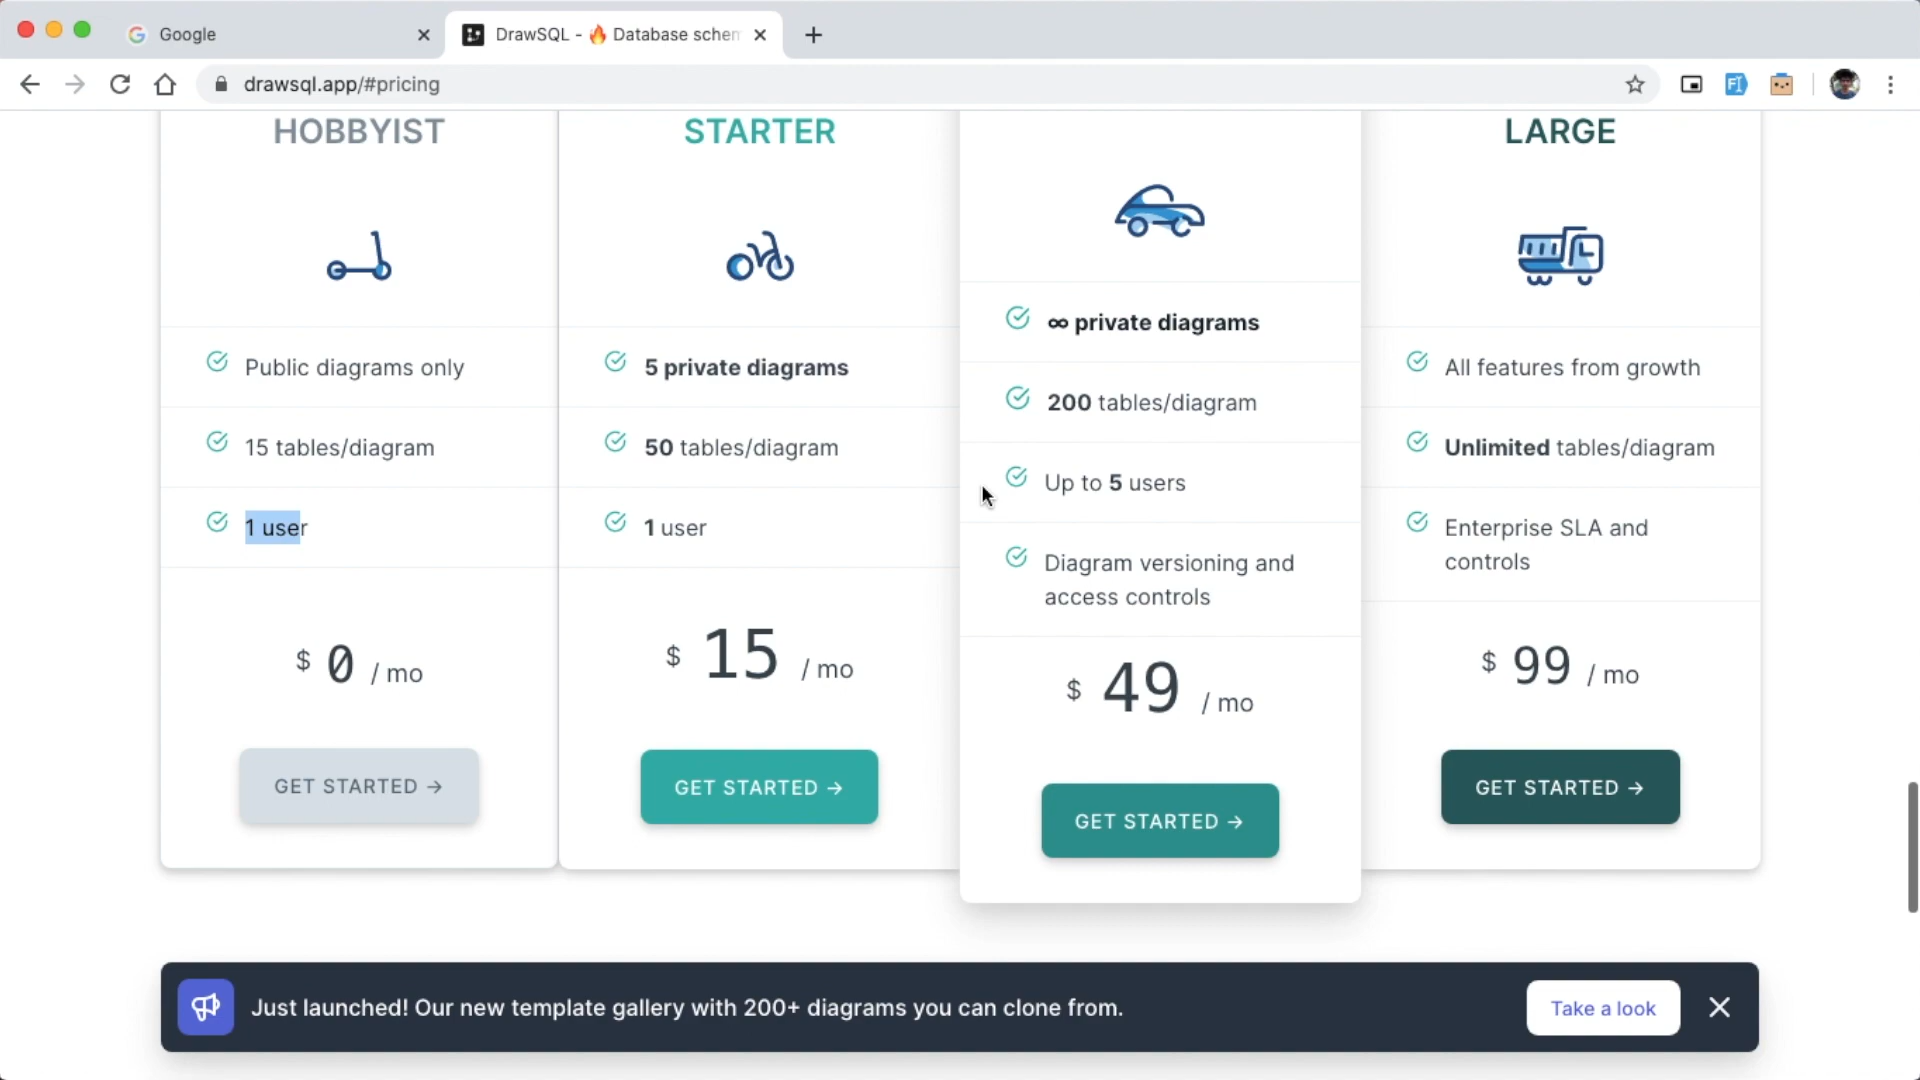 Google
DrawSQL - 🔥 Database schem
drawsql.app/#pricing
HOBBYIST
Public diagrams only
15 tables/diagram
1 user
$ 0 / mo
GET STARTED →
STARTER
5 private diagrams
50 tables/diagram
1 user
$ 15 / mo
GET STARTED →
∞ private diagrams
200 tables/diagram
Up to 5 users
Diagram versioning and
access controls
$ 49 / mo
GET STARTED →
LARGE
All features from growth
Unlimited tables/diagram
Enterprise SLA and
controls
$ 99 / mo
GET STARTED →
Just launched! Our new template gallery with 200+ diagrams you can clone from.
Take a look